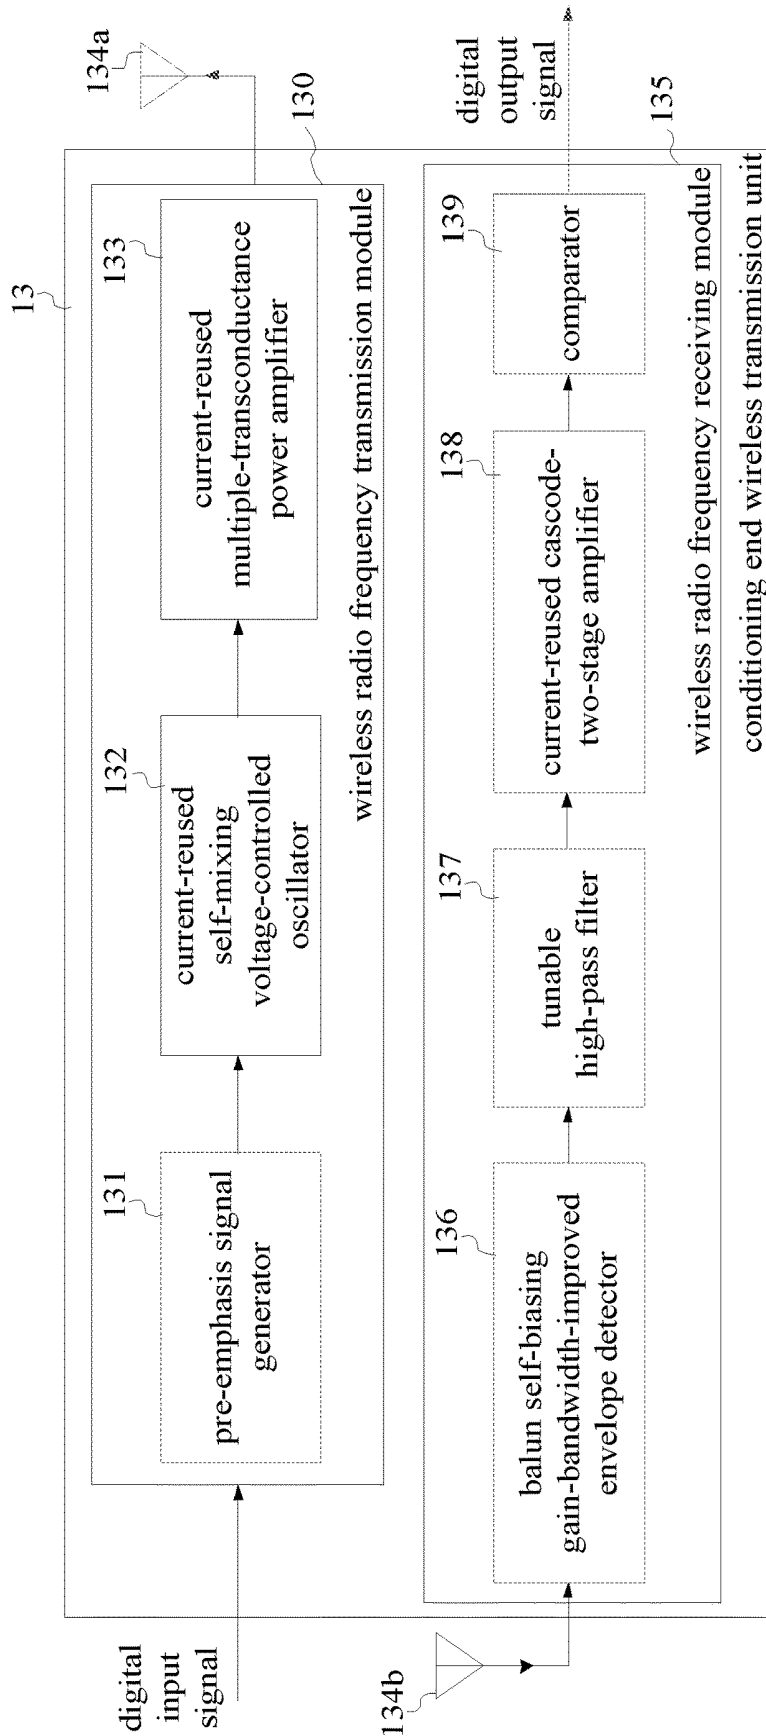 13
digital
input
signal
131
pre-emphasis signal
generator
132
current-reused
self-mixing
voltage-controlled
oscillator
133
current-reused
multiple-transconductance
power amplifier
134a
130
wireless radio frequency transmission module
134b
136
balun self-biasing
gain-bandwidth-improved
envelope detector
137
tunable
high-pass filter
138
current-reused cascode-
two-stage amplifier
139
comparator
digital
output
signal
135
wireless radio frequency receiving module
conditioning end wireless transmission unit